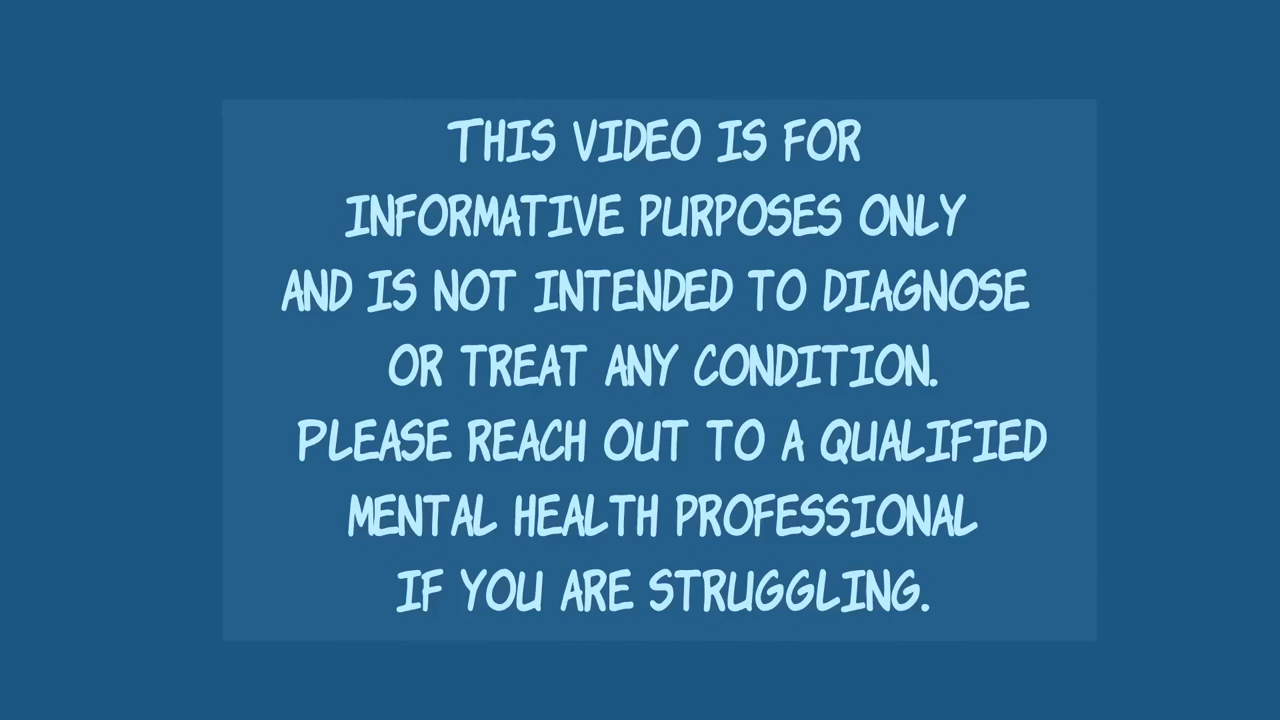 THIS VIDEO IS FOR
INFORMATIVE PURPOSES ONLY
AND IS NOT INTENDED TO DIAGNOSE
OR TREAT ANY CONDITION.
PLEASE REACH OUT TO A QUALIFIED
MENTAL HEALTH PROFESSIONAL
IF YOU ARE STRUGGLING.